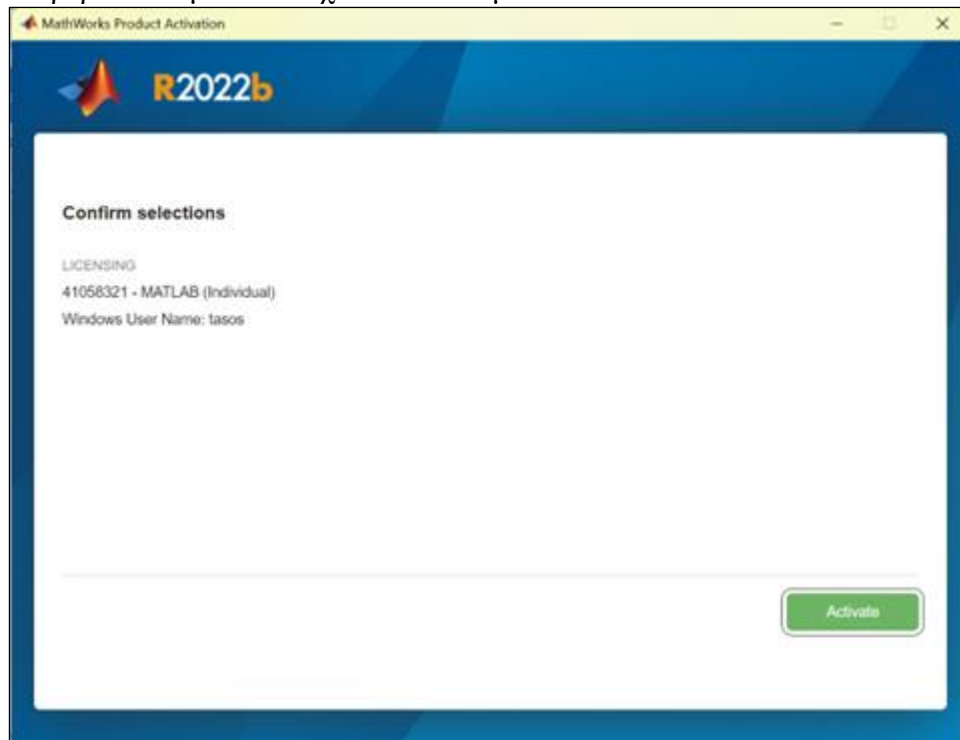 MathWorks Product Activation
R2022b
Confirm selections
LICENSING
41058321 - MATLAB (Individual)
Windows User Name: tasos
Activate